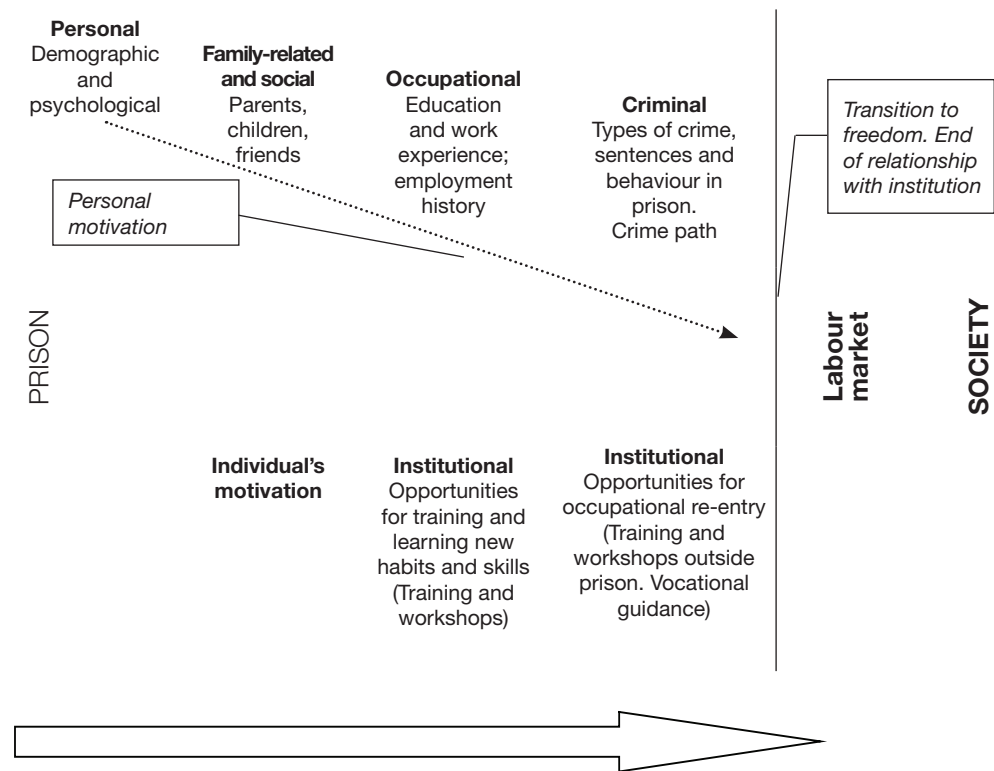 Personal
Demographic
and
psychological
Family-related
and social
Parents,
children,
friends
Occupational
Education
and work
experience;
employment
history
Criminal
Types of crime,
sentences and
behaviour in
prison.
Crime path
Transition to
freedom. End
of relationship
with institution
Personal
motivation
PRISON
Labour
market
SOCIETY
Individual's
motivation
Institutional
Opportunities
for training and
learning new
habits and skills
(Training and
workshops)
Institutional
Opportunities for
occupational re-entry
(Training and
workshops outside
prison. Vocational
guidance)